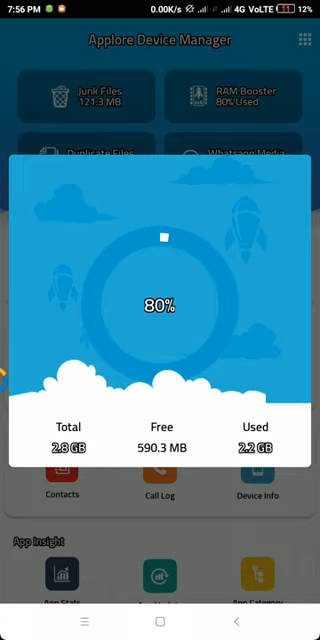 7:56 PM
0.00K/s 4G VoLTE 11 12%
Applore Device Manager
Junk Files
121.3 MB
RAM Booster
80% Used
Duplicate Files
Whatsapp Media
80%
Total
Free
Used
2.8 GB
590.3 MB
2.2 GB
Contacts
Call Log
Device Info
App Insight
App Stats
App Category